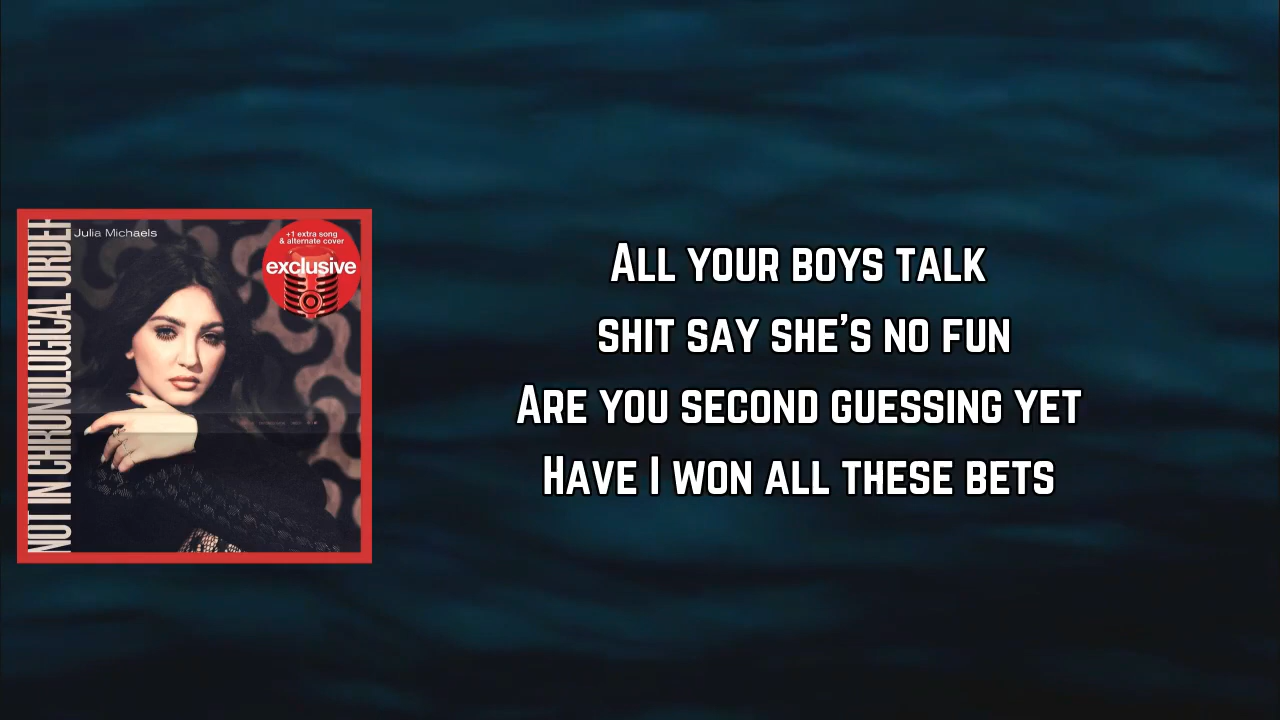 NOT IN CHRONOLOGICAL ORDER
Julia Michaels
+1 extra song
& alternate cover
exclusive
ALL YOUR BOYS TALK
SHIT SAY SHE'S NO FUN
ARE YOU SECOND GUESSING YET
HAVE I WON ALL THESE BETS